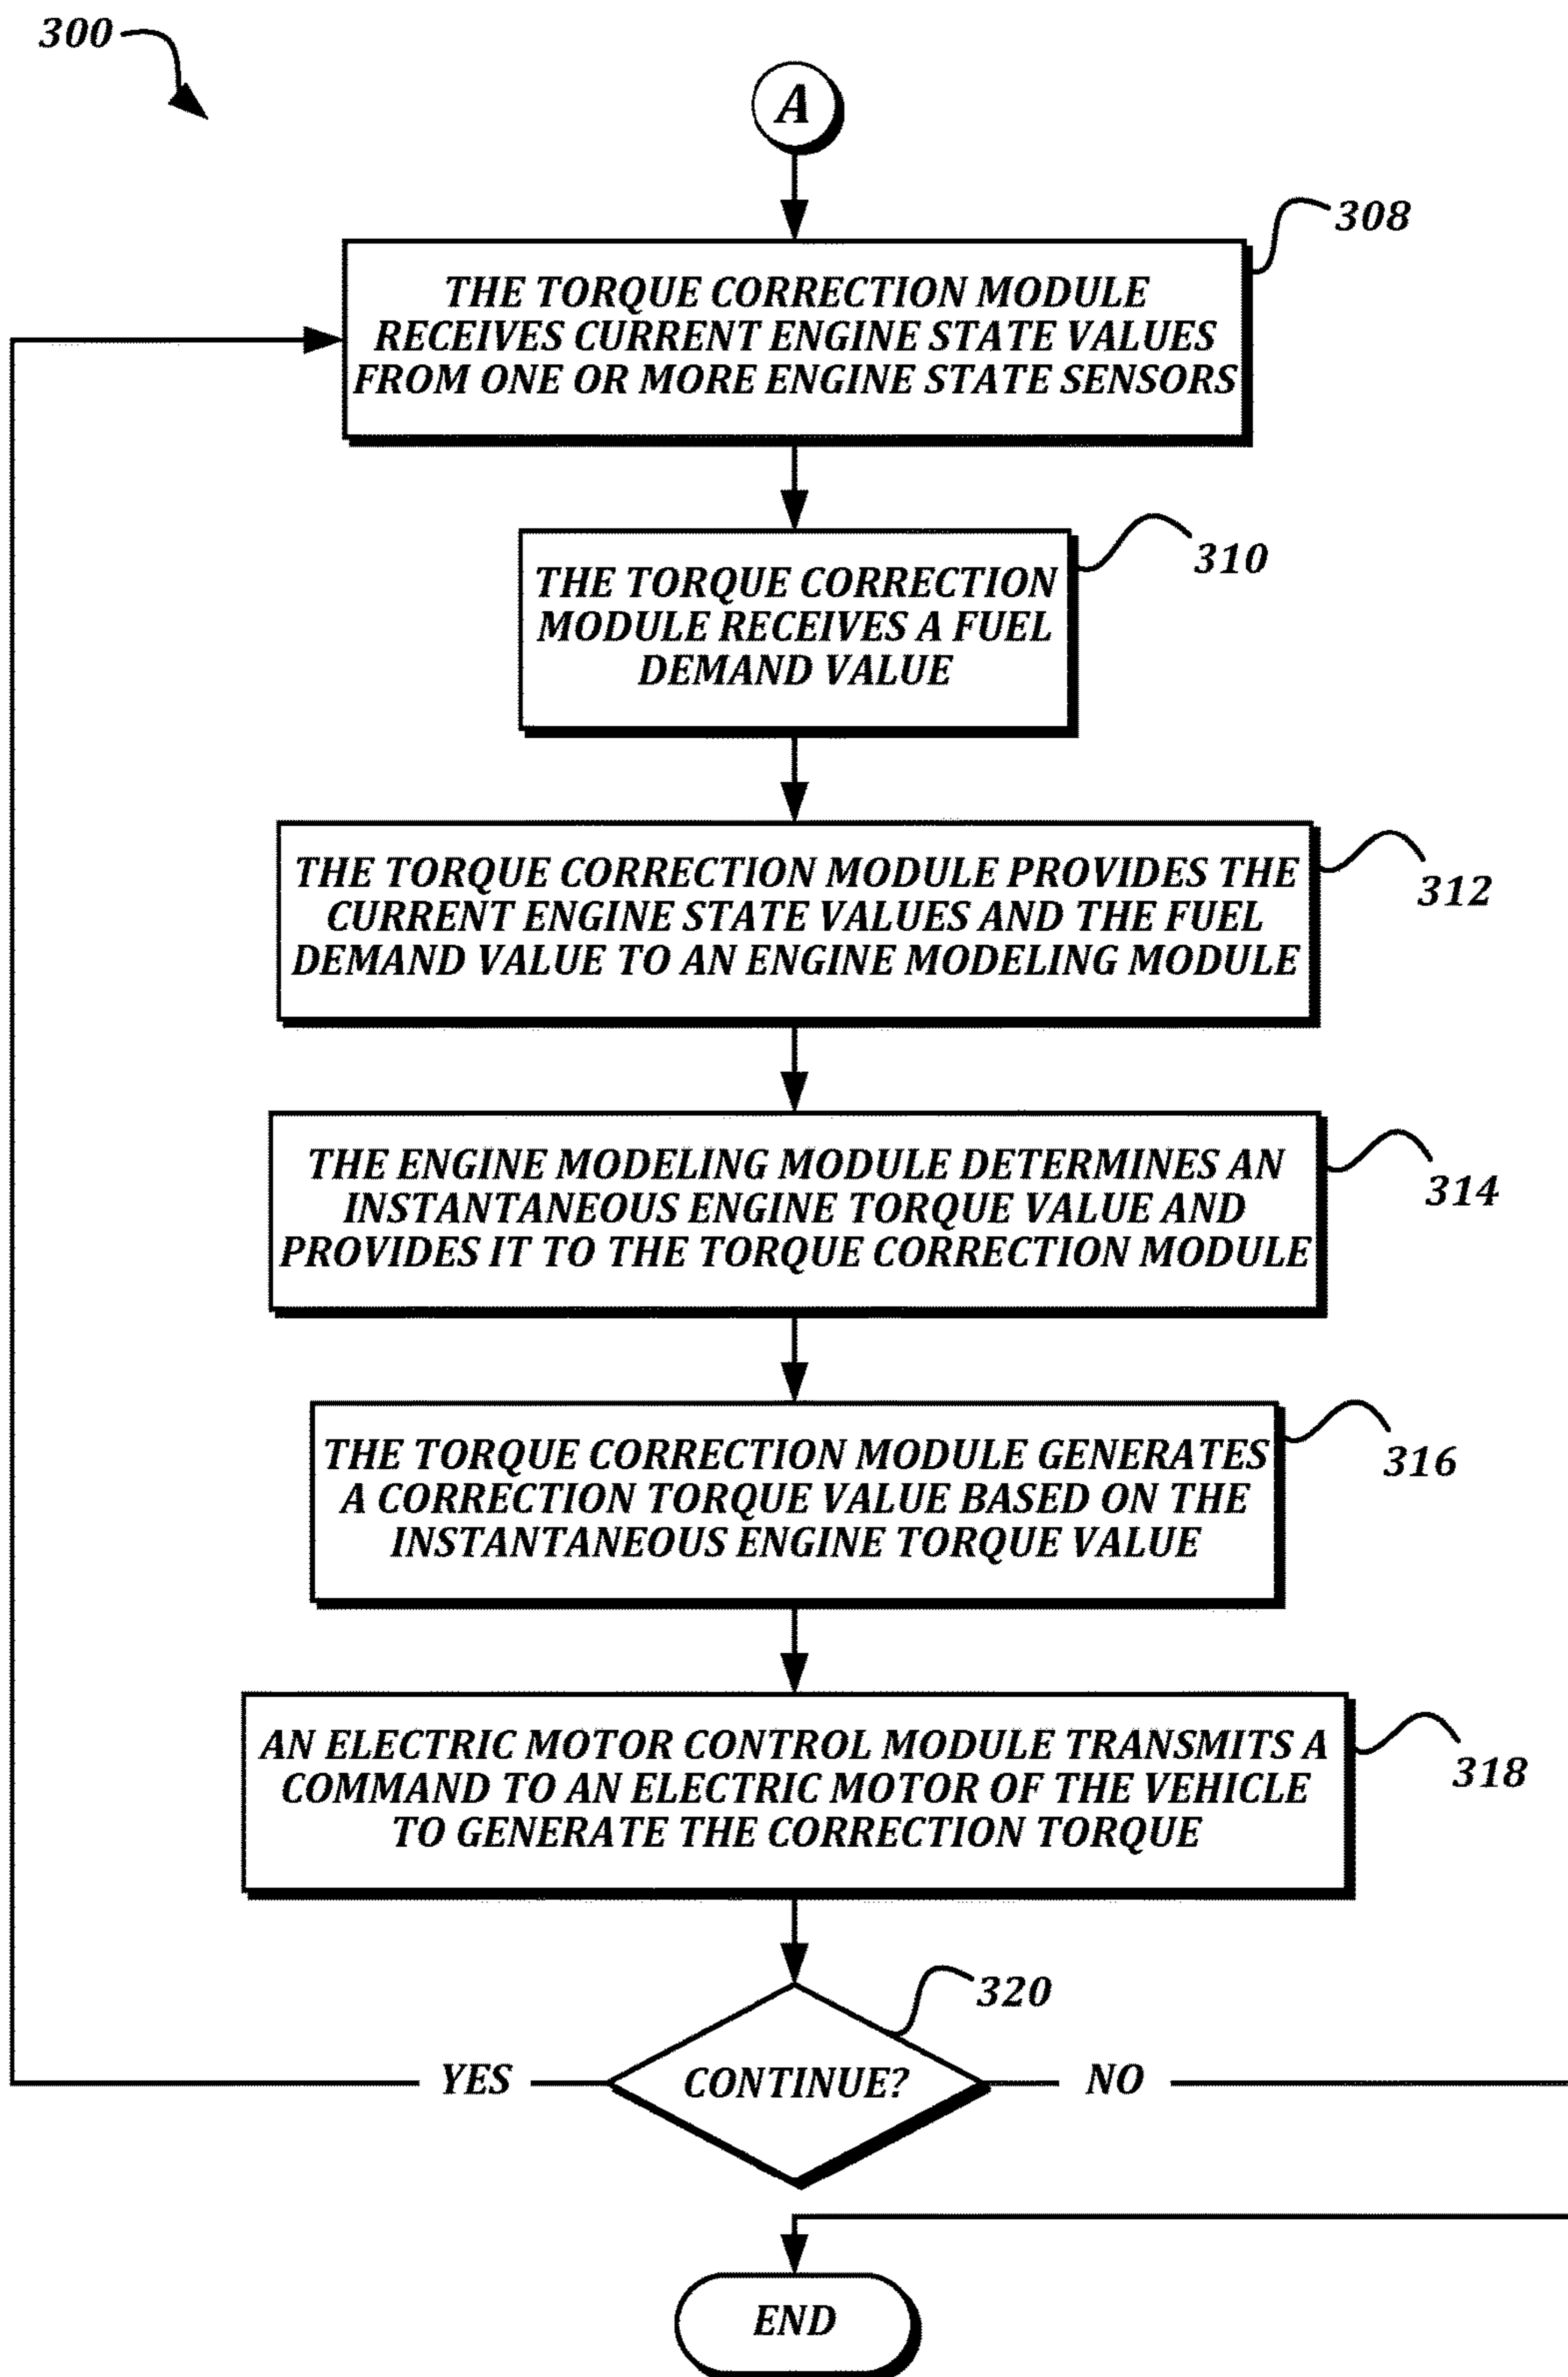 300
A
308
THE TORQUE CORRECTION MODULE
RECEIVES CURRENT ENGINE STATE VALUES
FROM ONE OR MORE ENGINE STATE SENSORS
310
THE TORQUE CORRECTION
MODULE RECEIVES A FUEL
DEMAND VALUE
312
THE TORQUE CORRECTION MODULE PROVIDES THE
CURRENT ENGINE STATE VALUES AND THE FUEL
DEMAND VALUE TO AN ENGINE MODELING MODULE
314
THE ENGINE MODELING MODULE DETERMINES AN
INSTANTANEOUS ENGINE TORQUE VALUE AND
PROVIDES IT TO THE TORQUE CORRECTION MODULE
316
THE TORQUE CORRECTION MODULE GENERATES
A CORRECTION TORQUE VALUE BASED ON THE
INSTANTANEOUS ENGINE TORQUE VALUE
318
AN ELECTRIC MOTOR CONTROL MODULE TRANSMITS A
COMMAND TO AN ELECTRIC MOTOR OF THE VEHICLE
TO GENERATE THE CORRECTION TORQUE
320
YES
CONTINUE?
NO
END